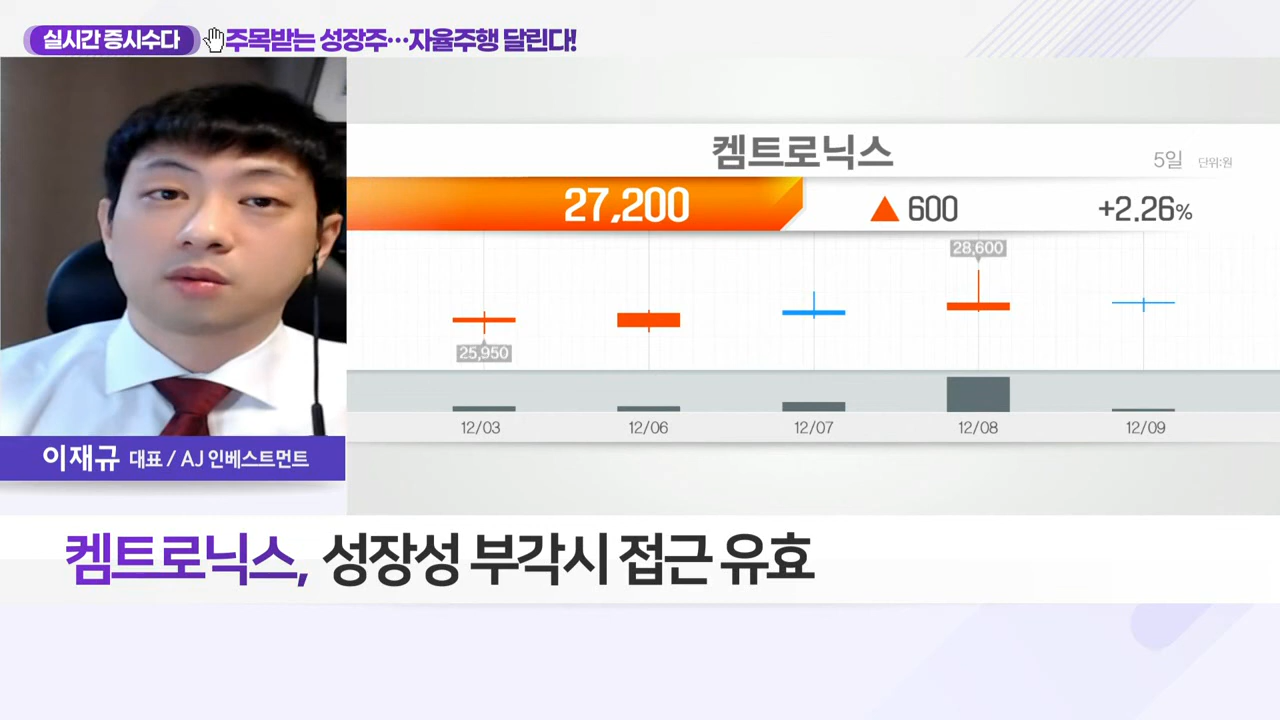 실시간 증시수다
주목받는 성장주…자율주행 달린다!
켐트로닉스
5일 단위:원
27,200 ▲ 600 +2.26%
28,600
25,950
12/03 12/06 12/07 12/08 12/09
이재규 대표 / AJ 인베스트먼트
켐트로닉스, 성장성 부각시 접근 유효